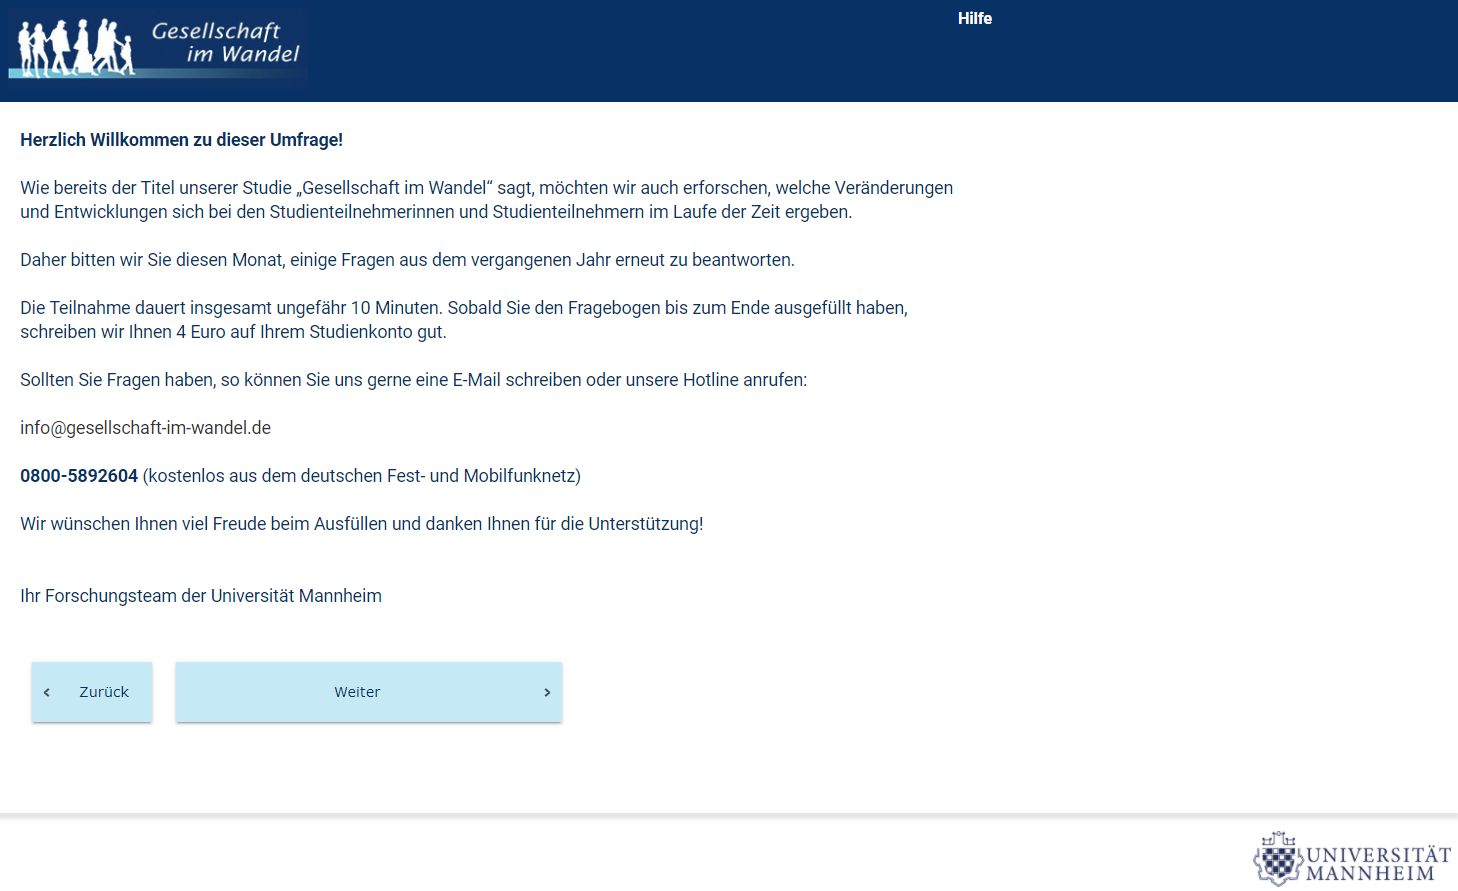 Gesellschaft
im Wandel
Hilfe
Herzlich Willkommen zu dieser Umfrage!
Wie bereits der Titel unserer Studie „Gesellschaft im Wandel“ sagt, möchten wir auch erforschen, welche Veränderungen
und Entwicklungen sich bei den Studienteilnehmerinnen und Studienteilnehmern im Laufe der Zeit ergeben.
Daher bitten wir Sie diesen Monat, einige Fragen aus dem vergangenen Jahr erneut zu beantworten.
Die Teilnahme dauert insgesamt ungefähr 10 Minuten. Sobald Sie den Fragebogen bis zum Ende ausgefüllt haben,
schreiben wir Ihnen 4 Euro auf Ihrem Studienkonto gut.
Sollten Sie Fragen haben, so können Sie uns gerne eine E-Mail schreiben oder unsere Hotline anrufen:
info@gesellschaft-im-wandel.de
0800-5892604 (kostenlos aus dem deutschen Fest- und Mobilfunknetz)
Wir wünschen Ihnen viel Freude beim Ausfüllen und danken Ihnen für die Unterstützung!
Ihr Forschungsteam der Universität Mannheim
‹ Zurück
Weiter ›
UNIVERSITÄT
MANNHEIM